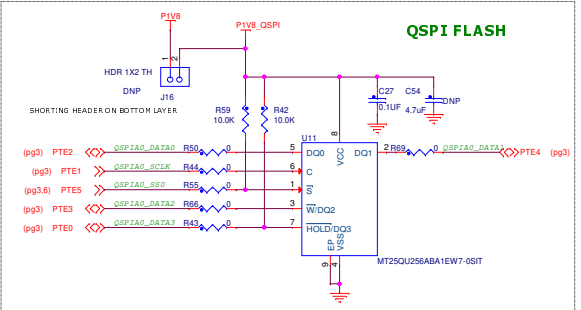 P1V8
P1V8_QSPI
QSPI FLASH
1
2
HDR 1X2 TH
DNP
J16
SHORTING HEADER ON BOTTOM LAYER
R59
10.0K
R42
10.0K
C27
0.1UF
C54
4.7uF
DNP
U11
8
VCC
(pg3) PTE2 QSPIA0_DATA0 R50 0 5 DQ0
DQ1 2 R69 0 QSPIA0_DATA1 PTE4 (pg3)
(pg3) PTE1 QSPIA0_SCLK R44 0 6 C
(pg3,6) PTE5 QSPIA0_SS0 R55 0 1 S
(pg3) PTE3 QSPIA0_DATA2 R66 0 3 W/DQ2
(pg3) PTE0 QSPIA0_DATA3 R43 0 7 HOLD/DQ3
EP
VSS
9
4
MT25QU256ABA1EW7-0SIT